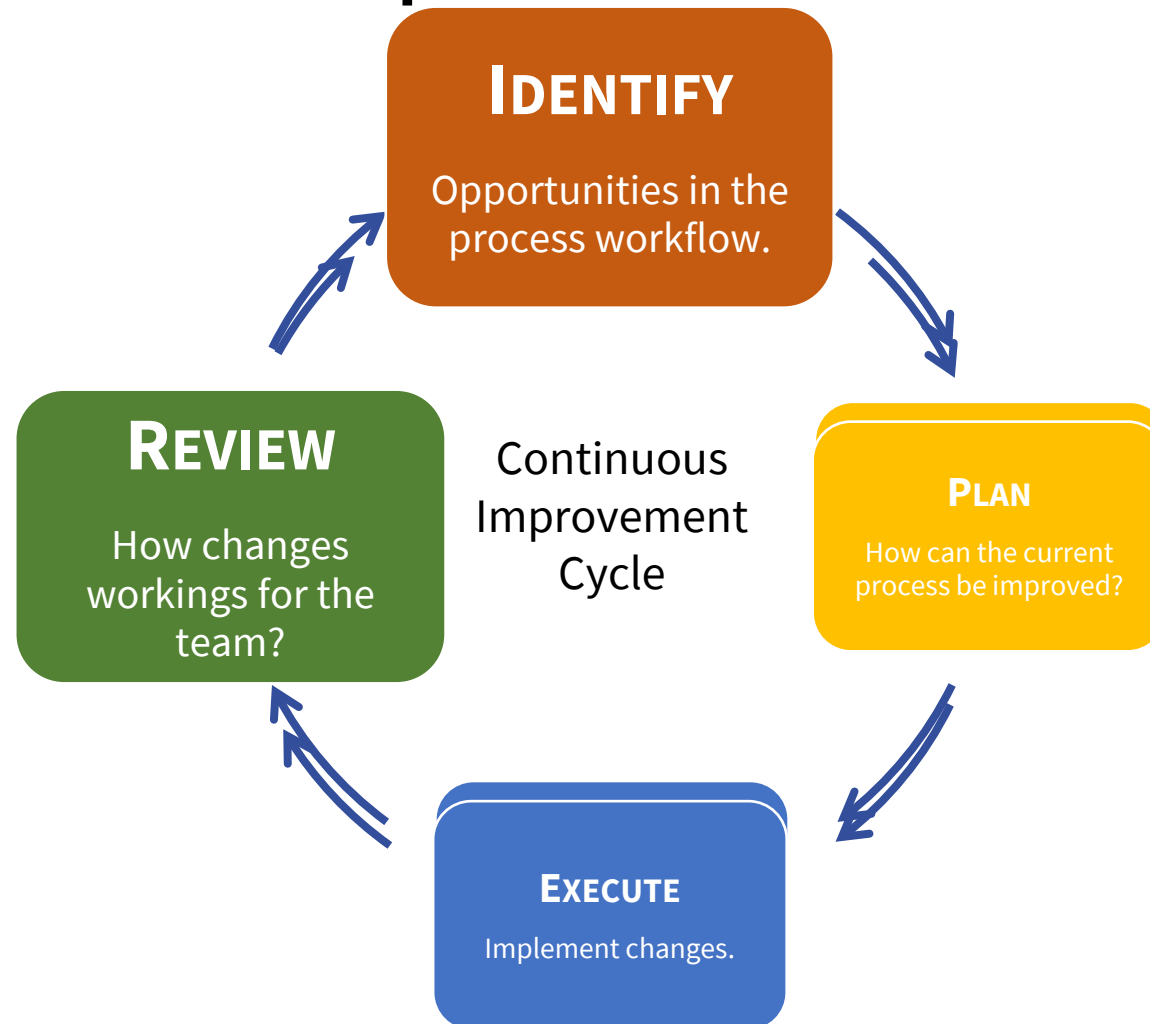 IDENTIFY
Opportunities in the
process workflow.
REVIEW
How changes
workings for the
team?
Continuous
Improvement
Cycle
PLAN
How can the current
process be improved?
EXECUTE
Implement changes.